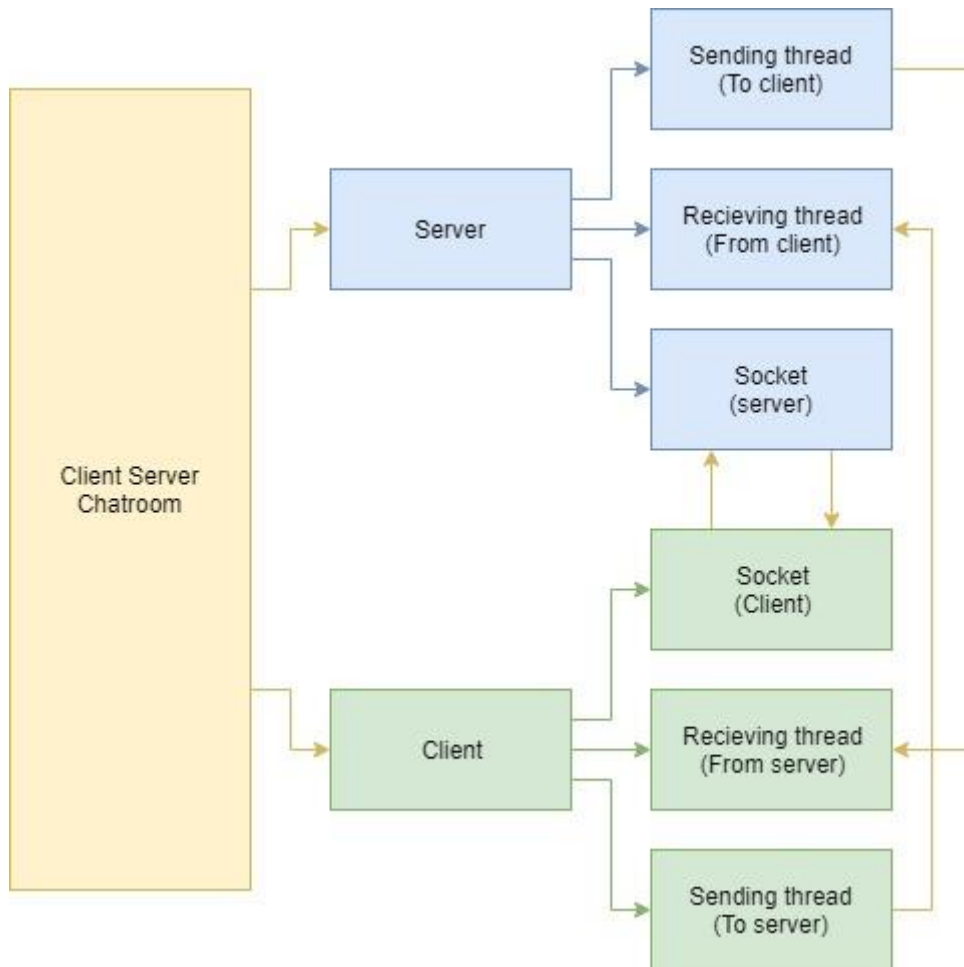 Sending thread
(To client)
Server
Recieving thread
(From client)
Socket
(server)
Client Server
Chatroom
Socket
(Client)
Client
Recieving thread
(From server)
Sending thread
(To server)